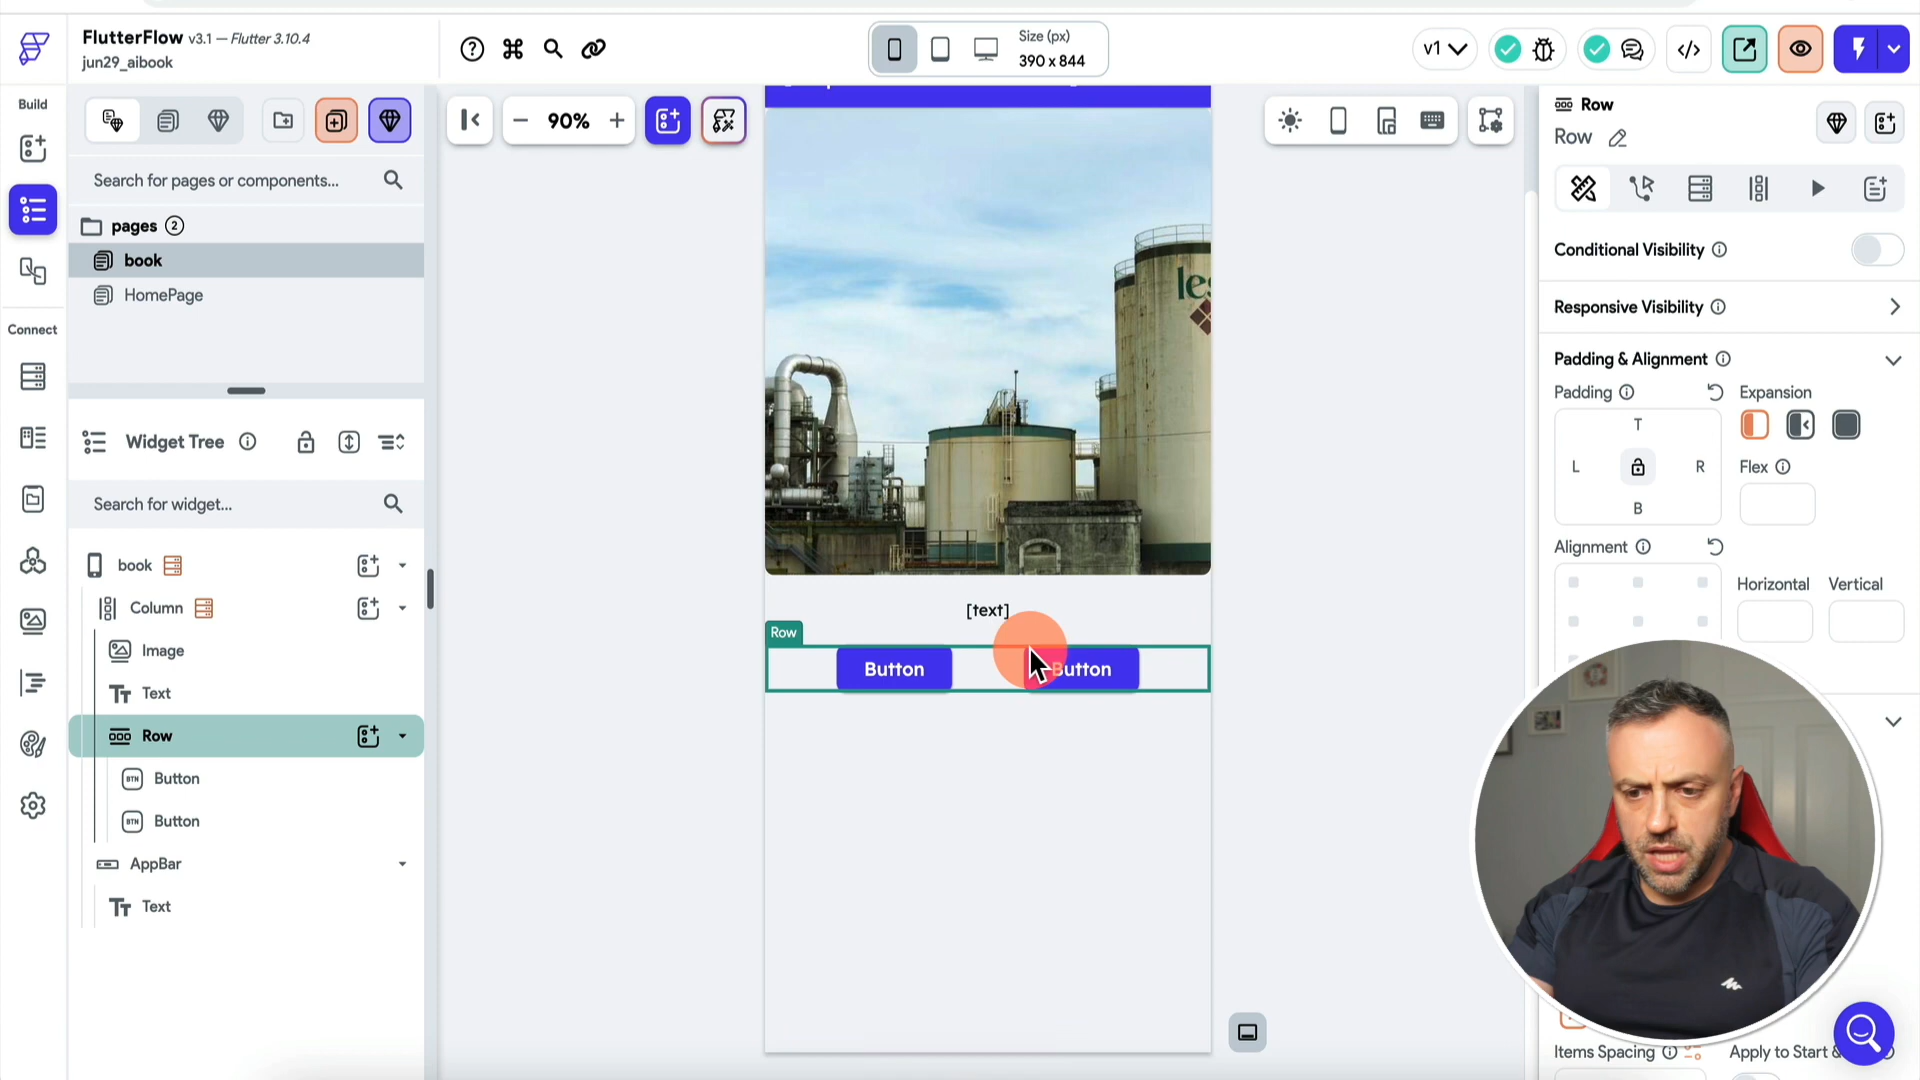 FlutterFlow v3.1 — Flutter 3.10.4
jun29_aibook
Size (px)
390 x 844
v1
Build
90%
Row
Row
Search for pages or components...
pages 2
book
HomePage
Connect
Widget Tree
Search for widget...
book
Column
Image
Text
Row
BTN Button
BTN Button
AppBar
Text
les
[text]
Row
Button
Button
Conditional Visibility
Responsive Visibility
Padding & Alignment
Padding
Expansion
T
L
R
B
Flex
Alignment
Horizontal
Vertical
Items Spacing
Apply to Start &